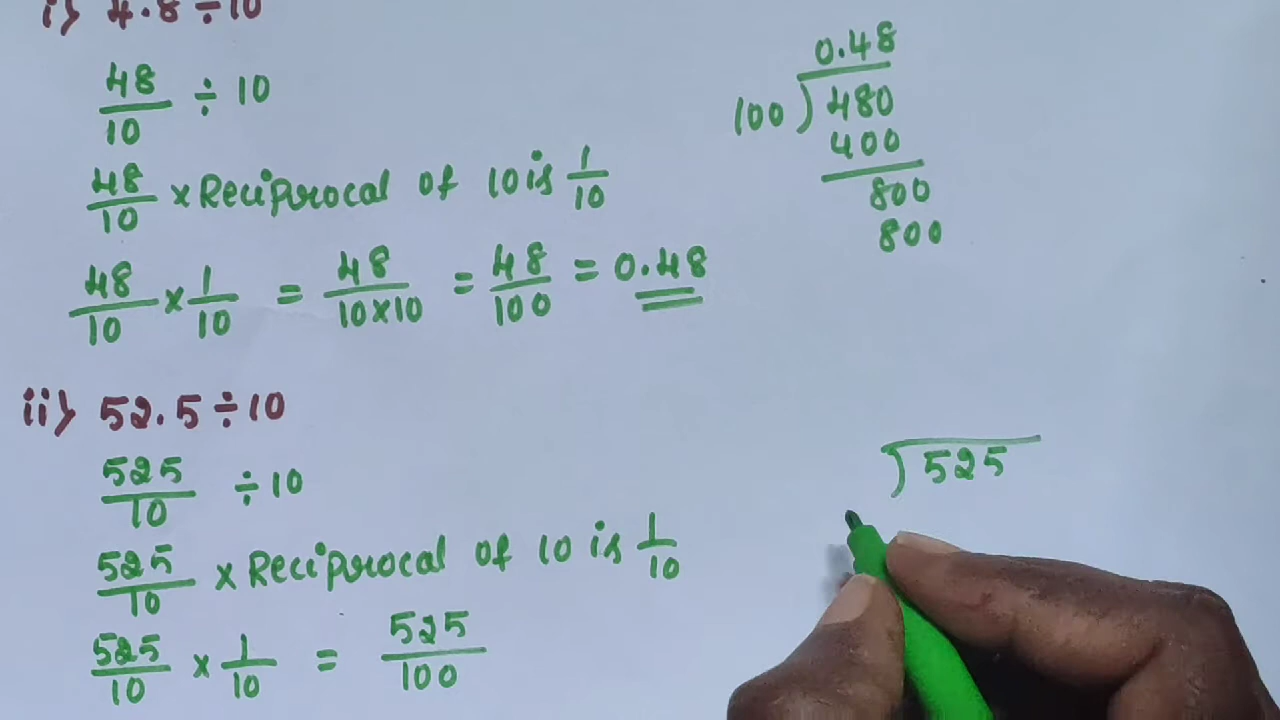 i) 4.8 ÷ 10
48/10 ÷ 10
48/10 × Reciprocal of 10 is 1/10
48/10 × 1/10 = 48/10×10 = 48/100 = 0.48
0.48
100 ) 480
400
800
800
ii) 52.5 ÷ 10
525/10 ÷ 10
525/10 × Reciprocal of 10 is 1/10
525/10 × 1/10 = 525/100
) 525